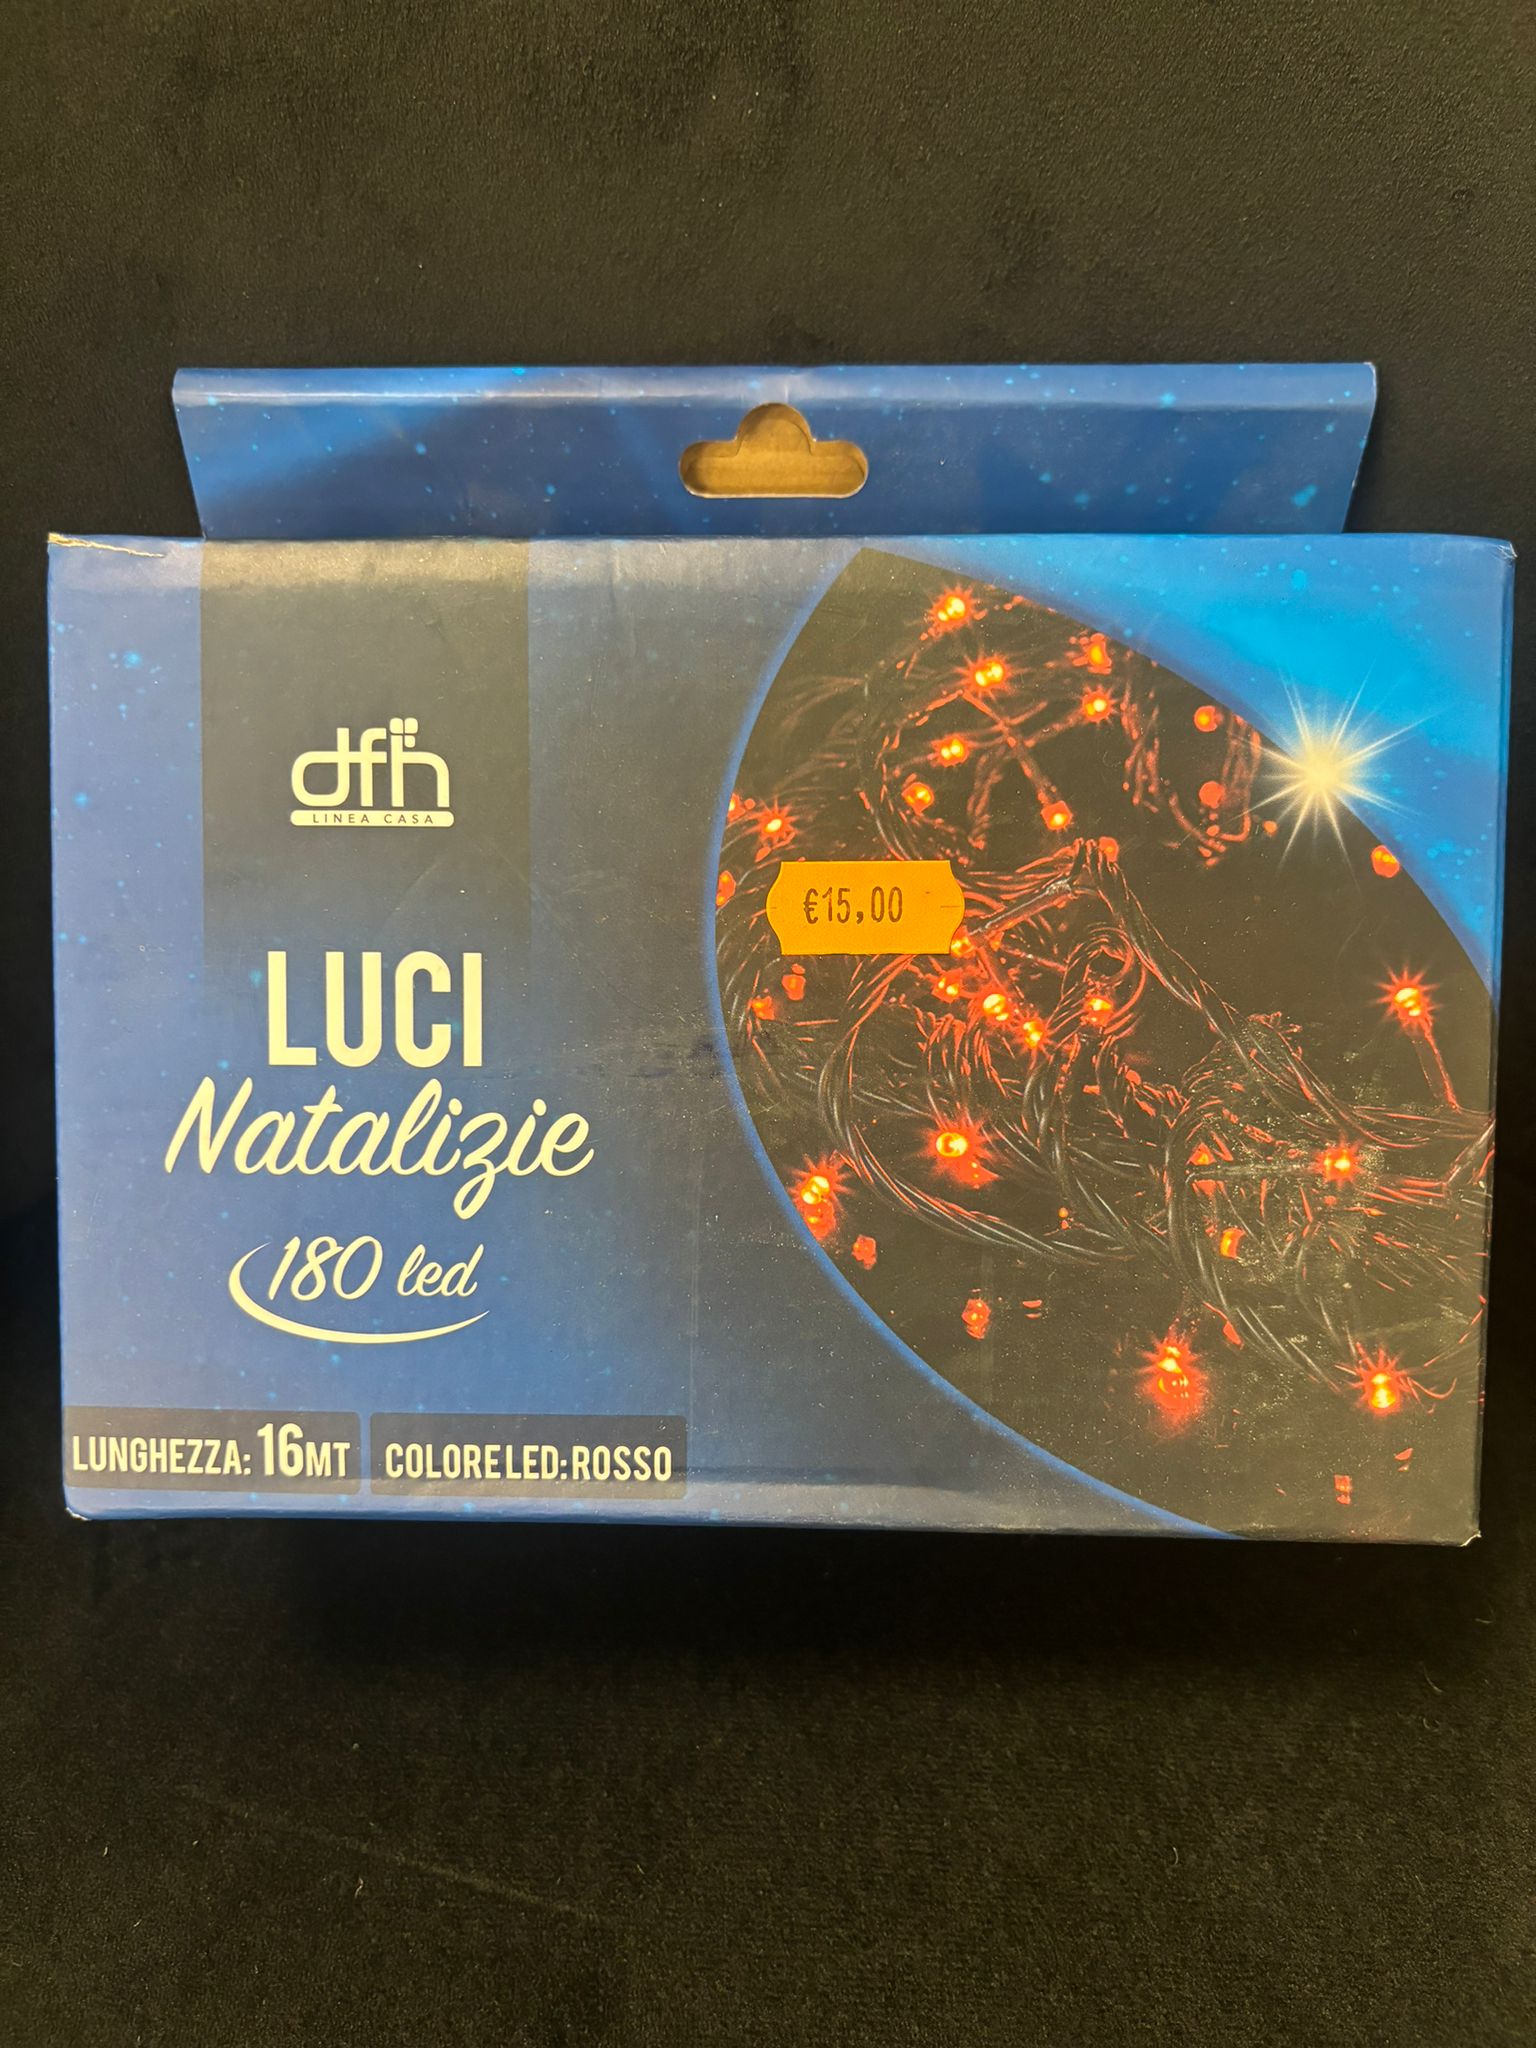 dfh
LINEA CASA
€15,00
LUCI
Natalizie
180 led
LUNGHEZZA: 16MT
COLORE LED: ROSSO